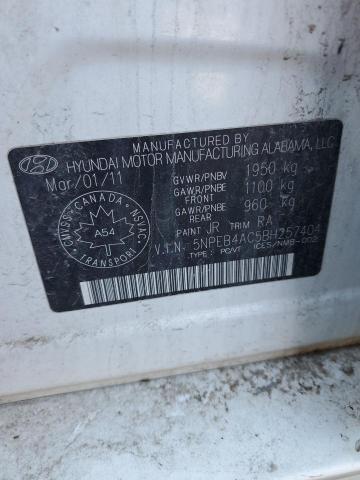 MANUFACTURED BY
HYUNDAI MOTOR MANUFACTURING ALABAMA, LLC
Mar/01/11
GVWR/PNBV 1950 kg
GAWR/PNBE FRONT 1100 kg
GAWR/PNBE REAR 960 kg
PAINT JR TRIM RA
V.I.N. 5NPEB4AC5BH257404
TYPE: PC/VT ICES/NMB-002
CMVSS CANADA NSVAC
A54
TRANSPORT